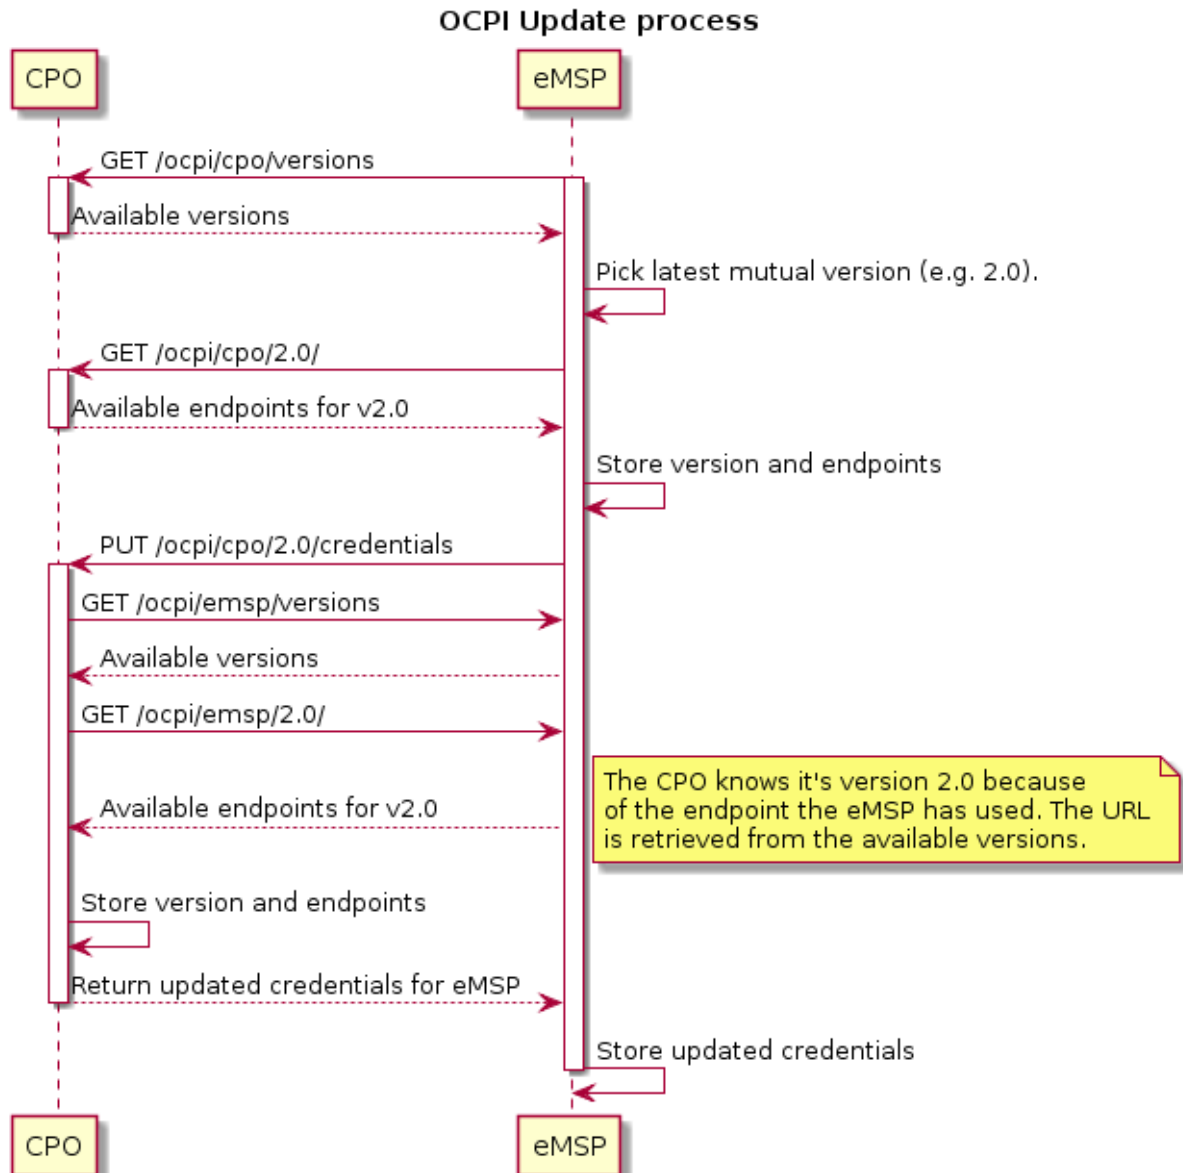 OCPI Update process
CPO
eMSP
GET /ocpi/cpo/versions
Available versions
Pick latest mutual version (e.g. 2.0).
GET /ocpi/cpo/2.0/
Available endpoints for v2.0
Store version and endpoints
PUT /ocpi/cpo/2.0/credentials
GET /ocpi/emsp/versions
Available versions
GET /ocpi/emsp/2.0/
The CPO knows it's version 2.0 because
of the endpoint the eMSP has used. The URL
is retrieved from the available versions.
Available endpoints for v2.0
Store version and endpoints
Return updated credentials for eMSP
Store updated credentials
CPO
eMSP